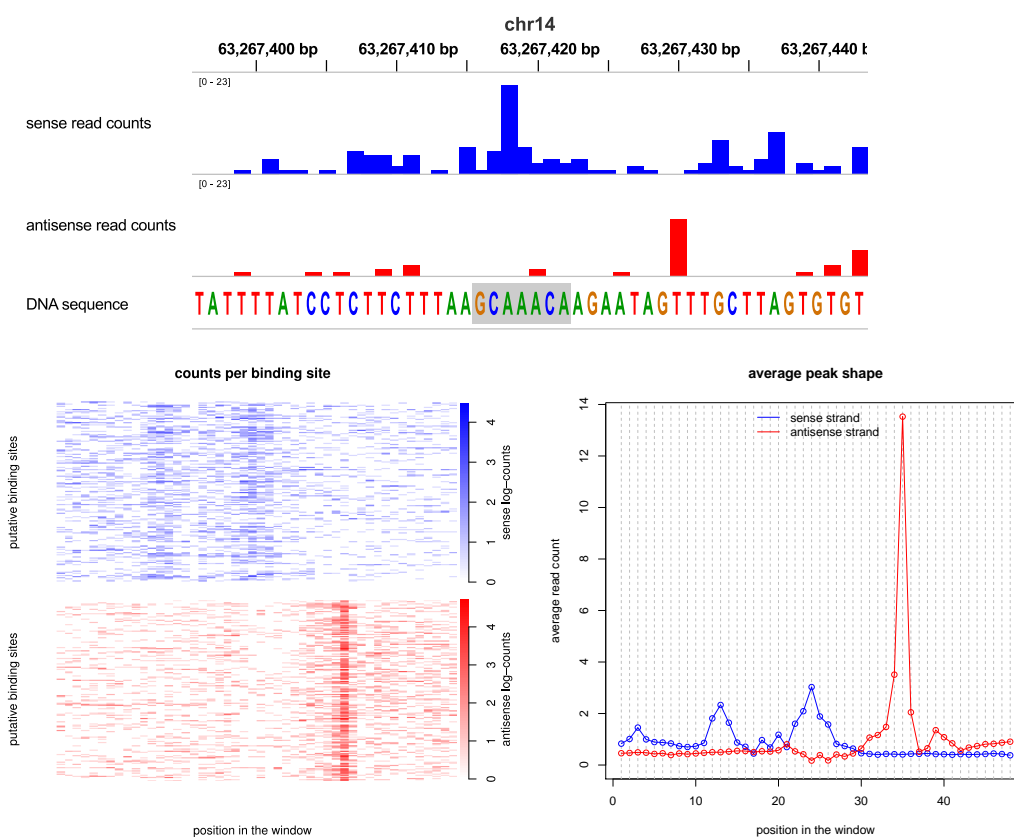 chr14
63,267,400 bp 63,267,410 bp 63,267,420 bp 63,267,430 bp 63,267,440 b
[0 - 23]
sense read counts
[0 - 23]
antisense read counts
DNA sequence TATTTTATCCTCTTCTTTAAGCAAACAAGAATAGTTTGCTTAGTGTGT
counts per binding site
putative binding sites
4
3
2
1
0
sense log−counts
putative binding sites
4
3
2
1
0
antisense log−counts
position in the window
average peak shape
sense strand
antisense strand
average read count
14
12
10
8
6
4
2
0
0 10 20 30 40
position in the window